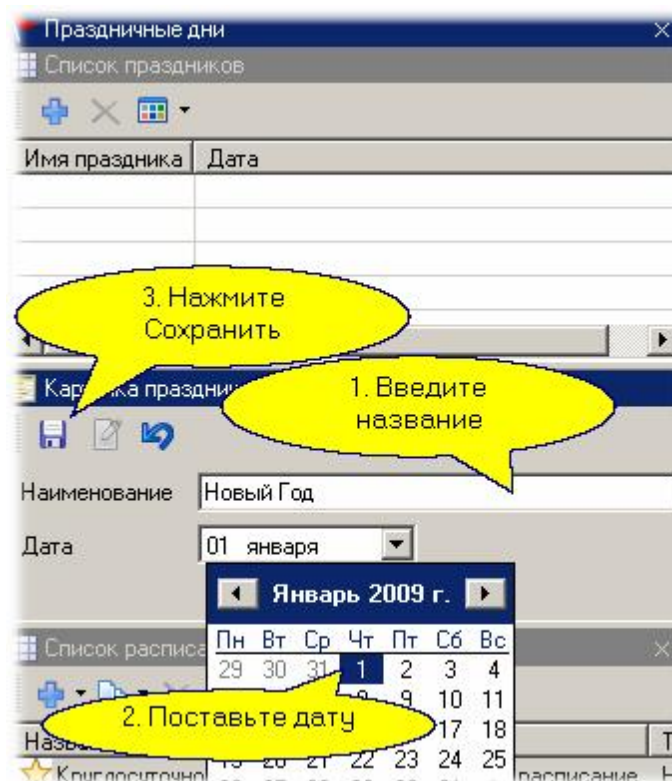 Праздничные дни
Список праздников
Имя праздника Дата
3. Нажмите
Сохранить
1. Введите
название
Наименование Новый Год
Дата 01 января
Январь 2009 г.
Пн Вт Ср Чт Пт Сб Вс
29 30 31 1 2 3 4
9 10 11
2. Поставьте дату
17 18
20 21 22 23 24 25
расписание